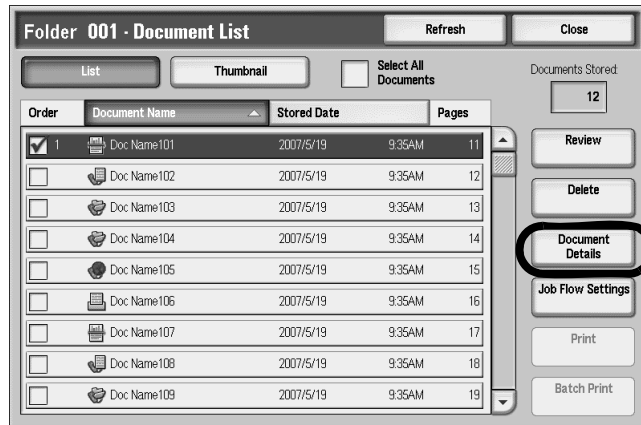 Folder 001 - Document List
Refresh
Close
List
Thumbnail
Select All
Documents
Documents Stored:
12
Order
Document Name
Stored Date
Pages
1 Doc Name101 2007/5/19 9:35AM 11
Doc Name102 2007/5/19 9:35AM 12
Doc Name103 2007/5/19 9:35AM 13
Doc Name104 2007/5/19 9:35AM 14
Doc Name105 2007/5/19 9:35AM 15
Doc Name106 2007/5/19 9:35AM 16
Doc Name107 2007/5/19 9:35AM 17
Doc Name108 2007/5/19 9:35AM 18
Doc Name109 2007/5/19 9:35AM 19
Review
Delete
Document
Details
Job Flow Settings
Print
Batch Print